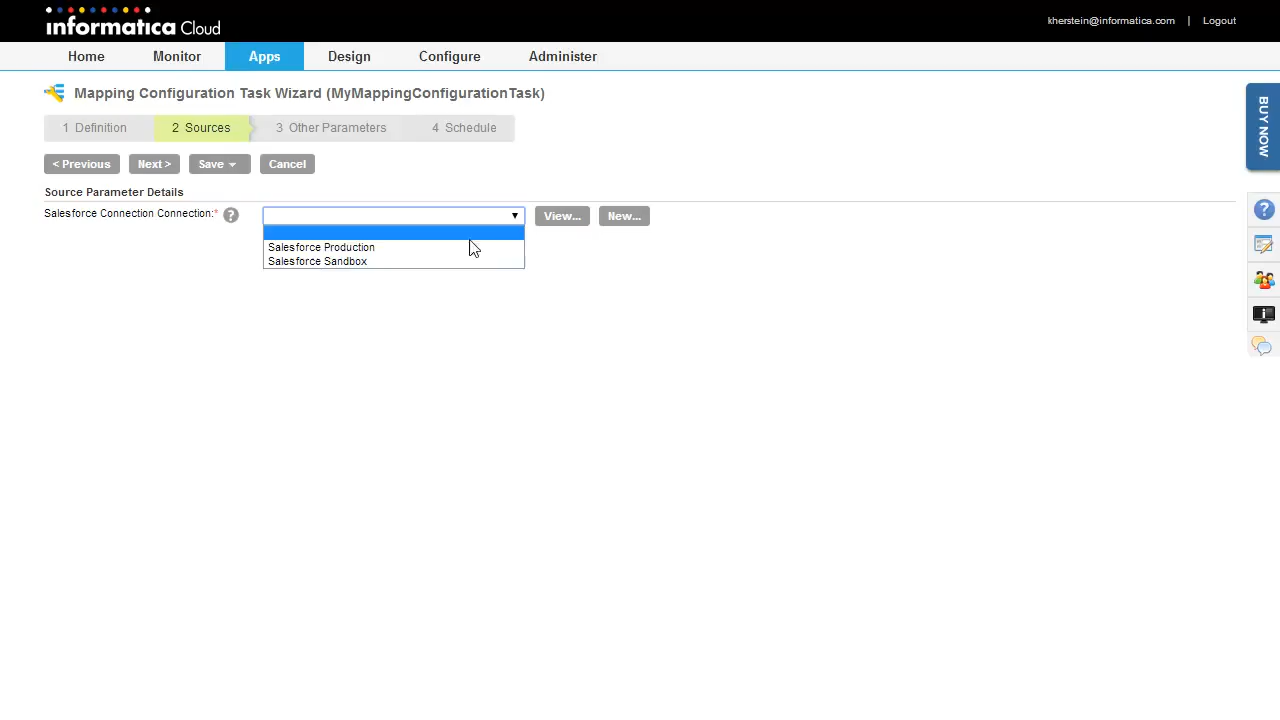 informatica Cloud
kherstein@informatica.com | Logout
Home Monitor Apps Design Configure Administer
Mapping Configuration Task Wizard (MyMappingConfigurationTask)
1 Definition 2 Sources 3 Other Parameters 4 Schedule
< Previous Next > Save Cancel
Source Parameter Details
Salesforce Connection Connection:* ? View... New...
Salesforce Production
Salesforce Sandbox
BUY NOW
?